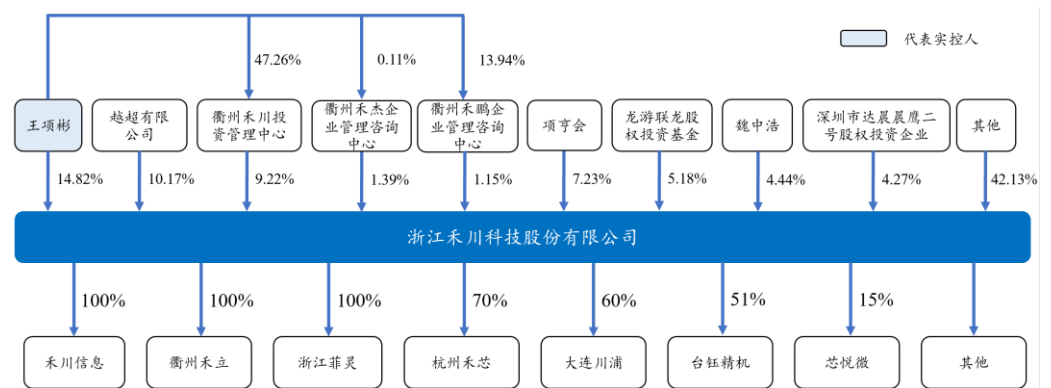 代表实控人
47.26%
0.11%
13.94%
王项彬
越超有限
公司
衢州禾川投
资管理中心
衢州禾杰企
业管理咨询
中心
衢州禾鹏企
业管理咨询
中心
项亨会
龙游联龙股
权投资基金
魏中浩
深圳市达晨晨鹰二
号股权投资企业
其他
14.82%
10.17%
9.22%
1.39%
1.15%
7.23%
5.18%
4.44%
4.27%
42.13%
浙江禾川科技股份有限公司
100%
100%
100%
70%
60%
51%
15%
禾川信息
衢州禾立
浙江菲灵
杭州禾芯
大连川浦
台钰精机
芯悦微
其他